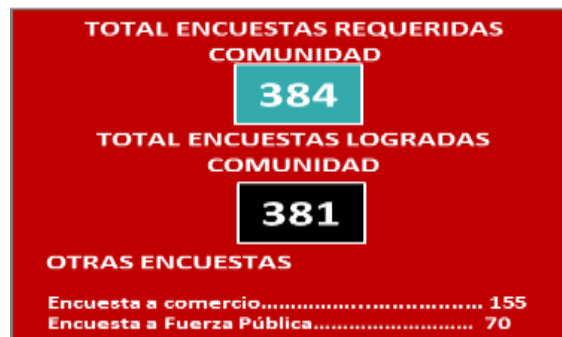 TOTAL ENCUESTAS REQUERIDAS
COMUNIDAD
384
TOTAL ENCUESTAS LOGRADAS
COMUNIDAD
381
OTRAS ENCUESTAS
Encuesta a comercio.................................... 155
Encuesta a Fuerza Pública........................... 70